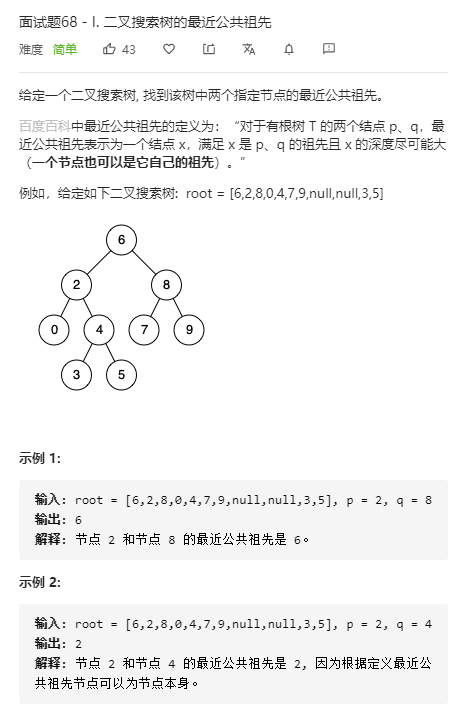 面试题68 - I. 二叉搜索树的最近公共祖先
难度 简单 43
给定一个二叉搜索树, 找到该树中两个指定节点的最近公共祖先。
百度百科中最近公共祖先的定义为：“对于有根树 T 的两个结点 p、q，最
近公共祖先表示为一个结点 x，满足 x 是 p、q 的祖先且 x 的深度尽可能大
（一个节点也可以是它自己的祖先）。”
例如，给定如下二叉搜索树: root = [6,2,8,0,4,7,9,null,null,3,5]
6
2 8
0 4 7 9
3 5
示例 1:
输入: root = [6,2,8,0,4,7,9,null,null,3,5], p = 2, q = 8
输出: 6
解释: 节点 2 和节点 8 的最近公共祖先是 6。
示例 2:
输入: root = [6,2,8,0,4,7,9,null,null,3,5], p = 2, q = 4
输出: 2
解释: 节点 2 和节点 4 的最近公共祖先是 2, 因为根据定义最近公
共祖先节点可以为节点本身。